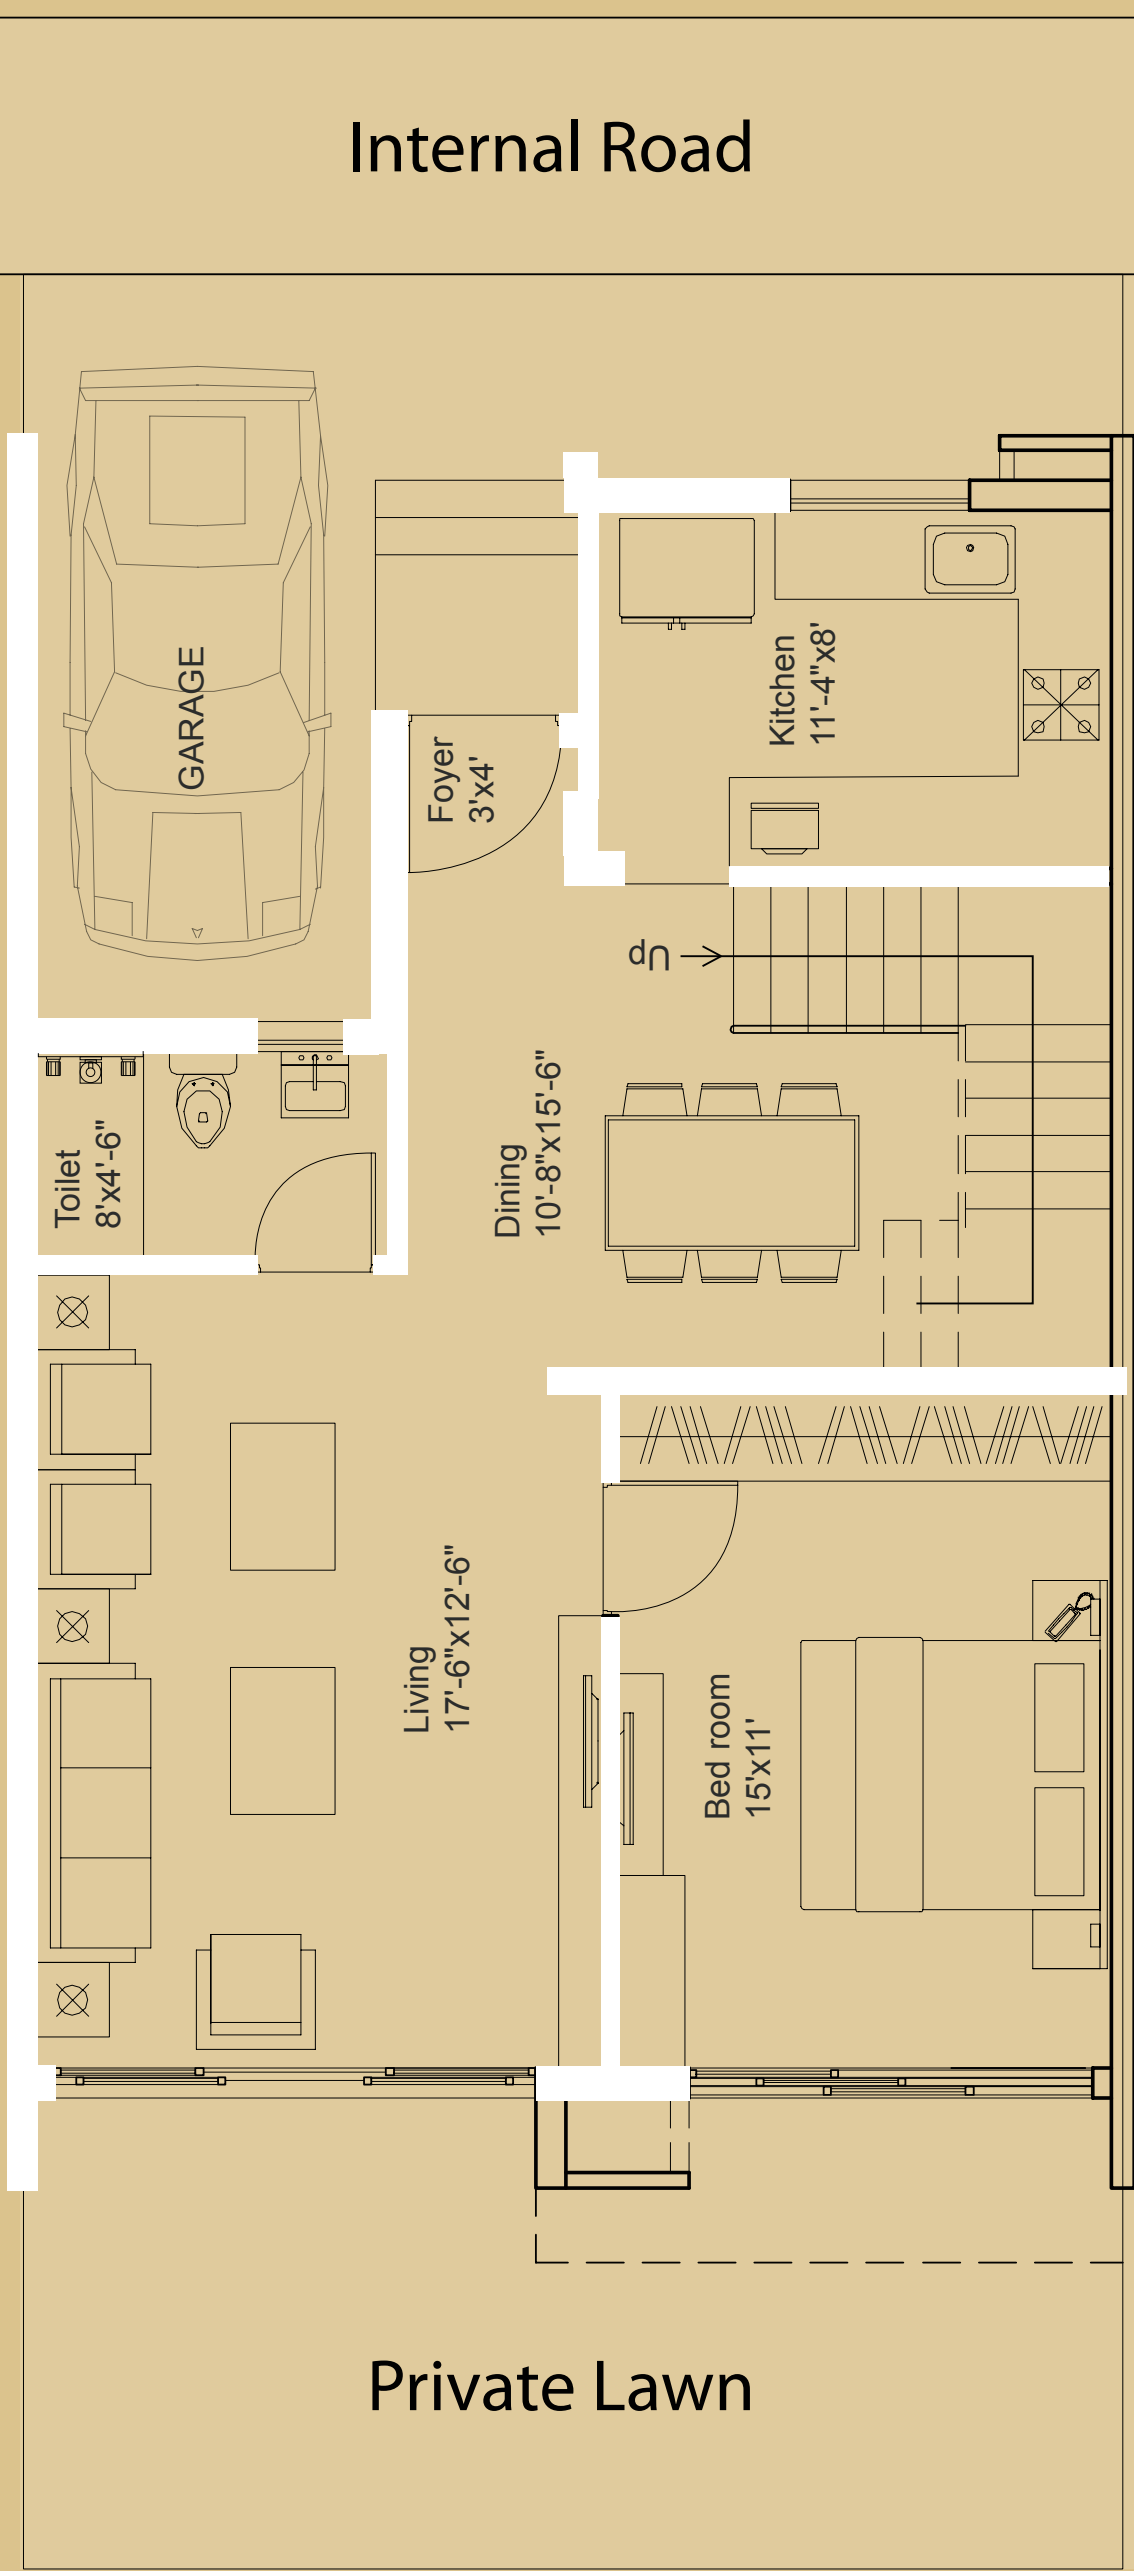 Internal Road
GARAGE
Foyer
3'x4'
Kitchen
11'-4"x8'
Up
Toilet
8'x4'-6"
Dining
10'-8"x15'-6"
Living
17'-6"x12'-6"
Bed room
15'x11'
Private Lawn